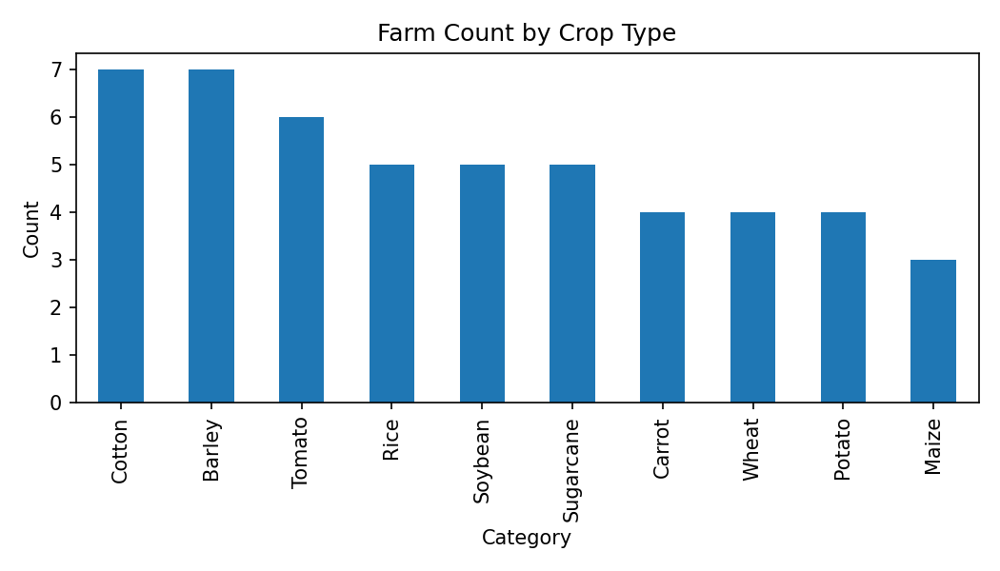 Farm Count by Crop Type
Count
7
6
5
4
3
2
1
0
Cotton
Barley
Tomato
Rice
Soybean
Sugarcane
Carrot
Wheat
Potato
Maize
Category